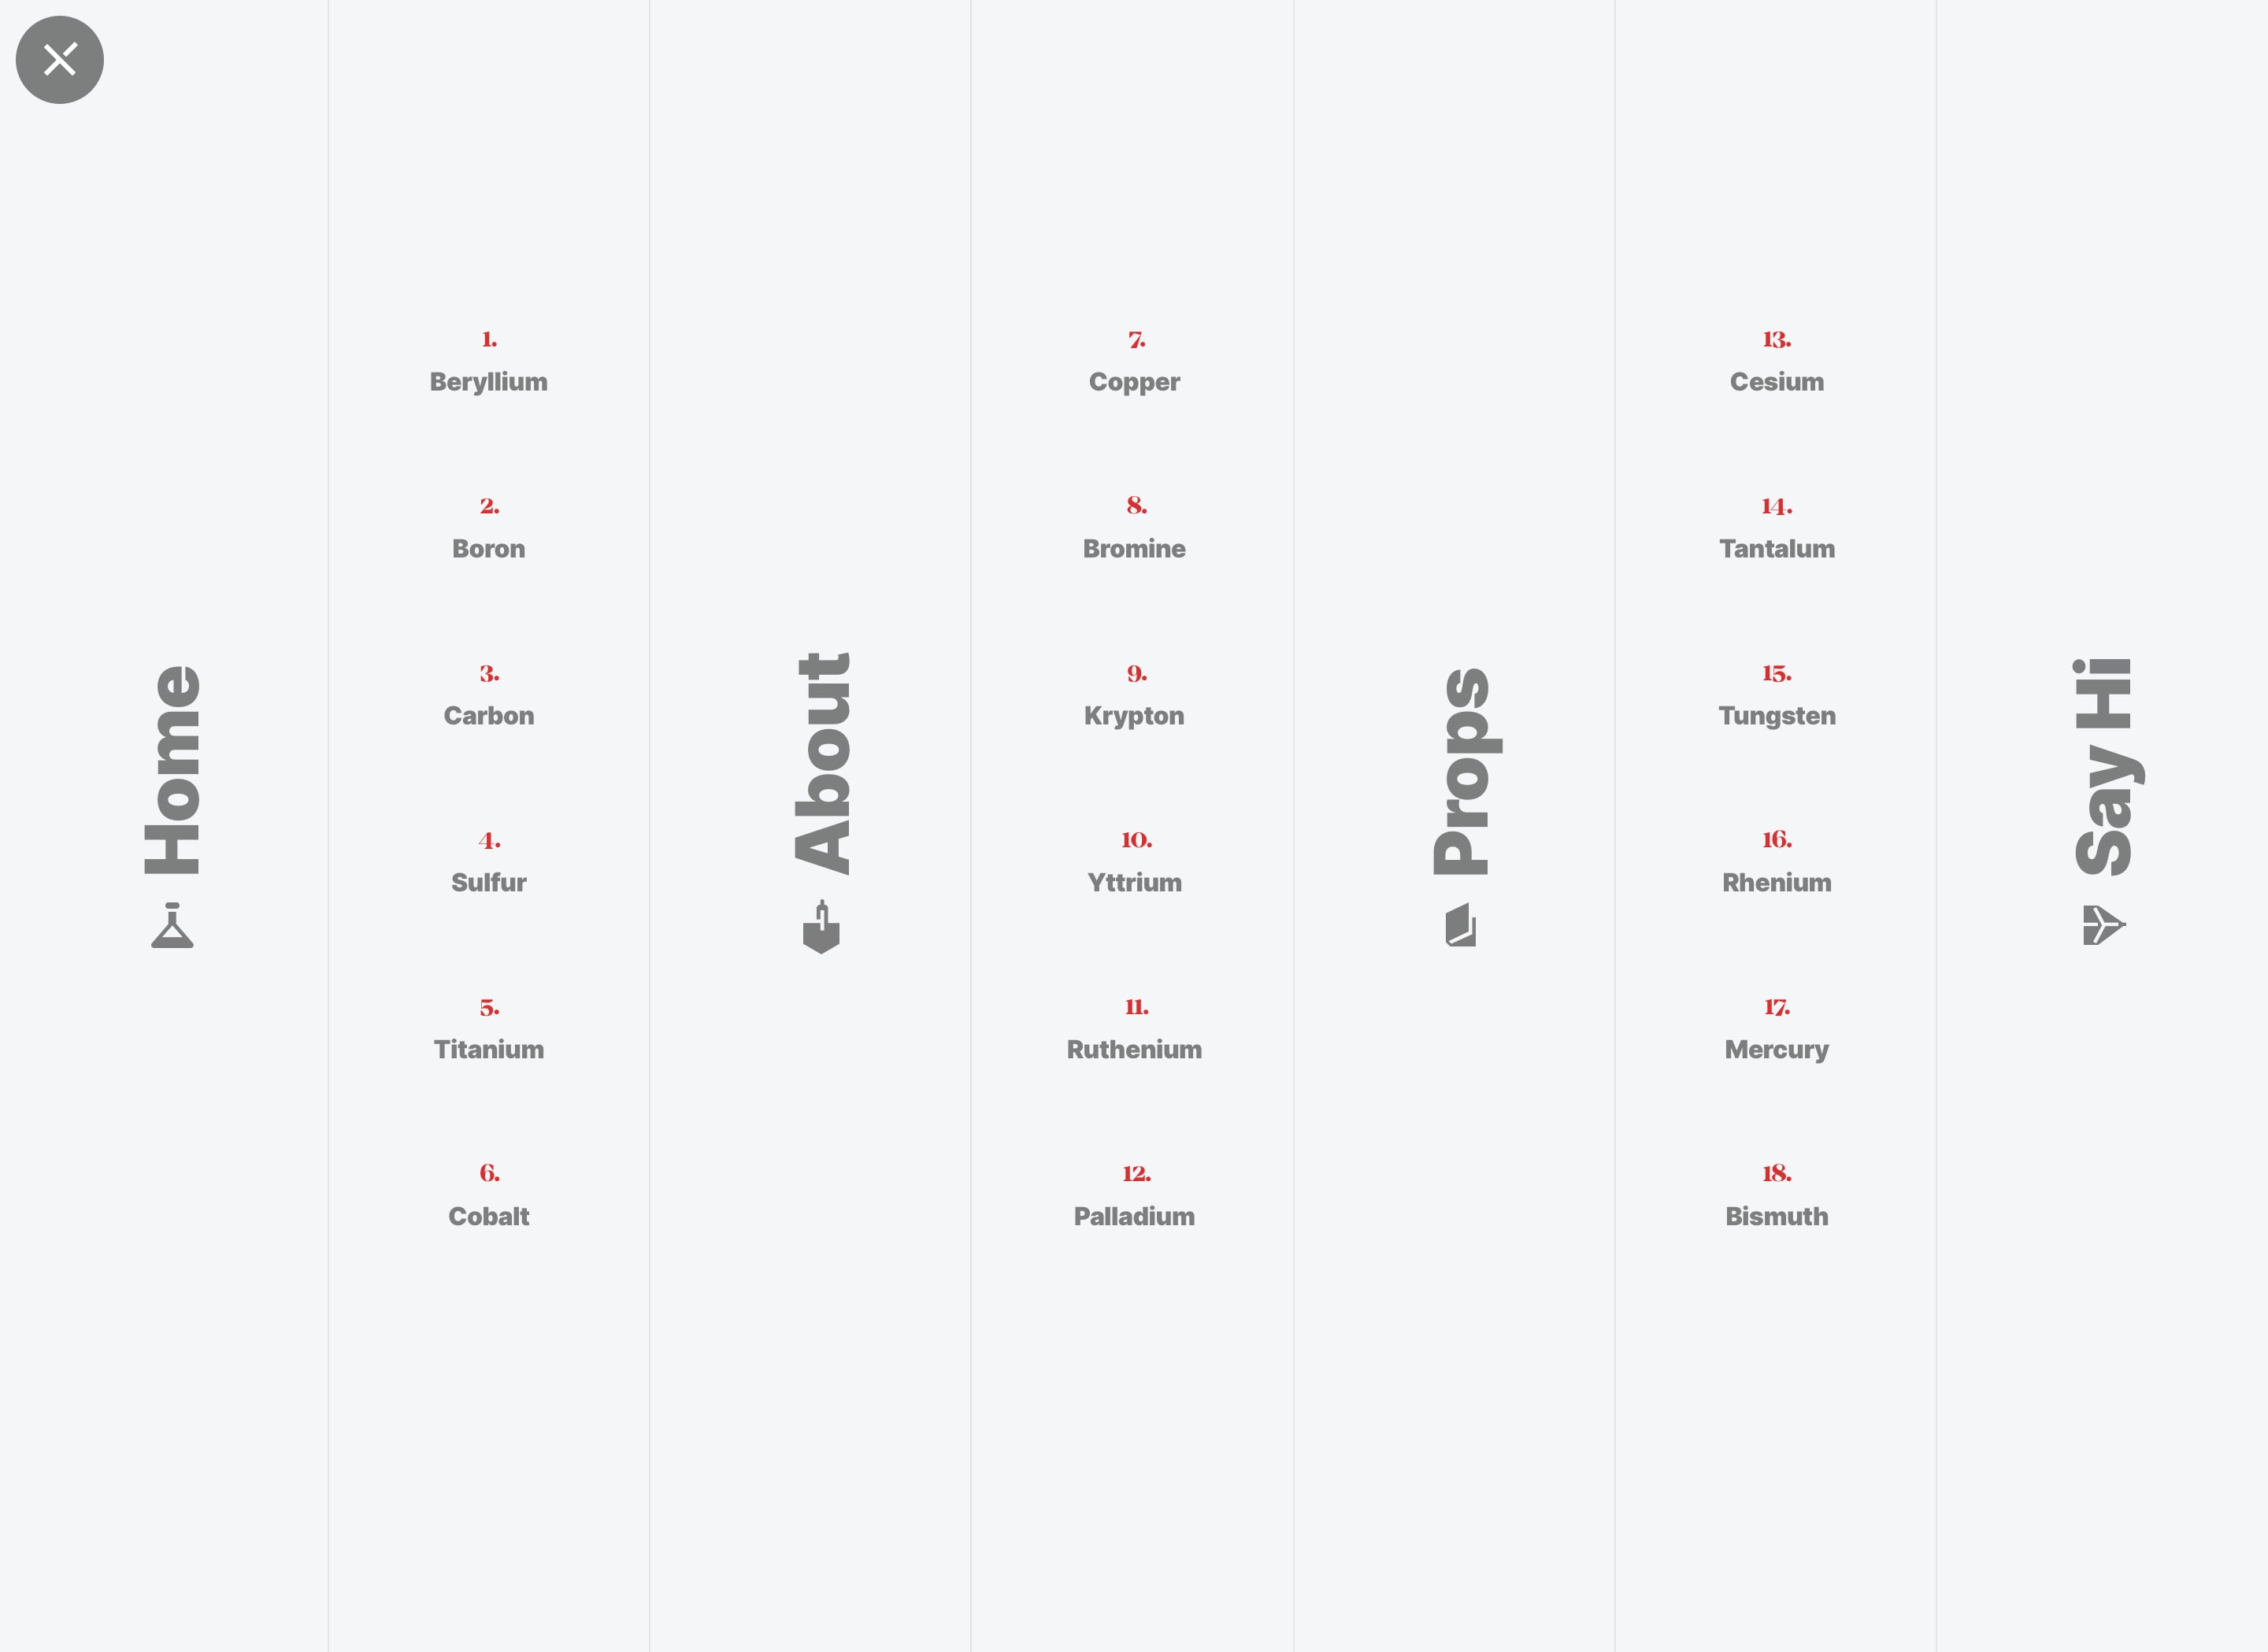 Home
1.
Beryllium
2.
Boron
3.
Carbon
4.
Sulfur
5.
Titanium
6.
Cobalt
About
7.
Copper
8.
Bromine
9.
Krypton
10.
Yttrium
11.
Ruthenium
12.
Palladium
Props
13.
Cesium
14.
Tantalum
15.
Tungsten
16.
Rhenium
17.
Mercury
18.
Bismuth
Say Hi